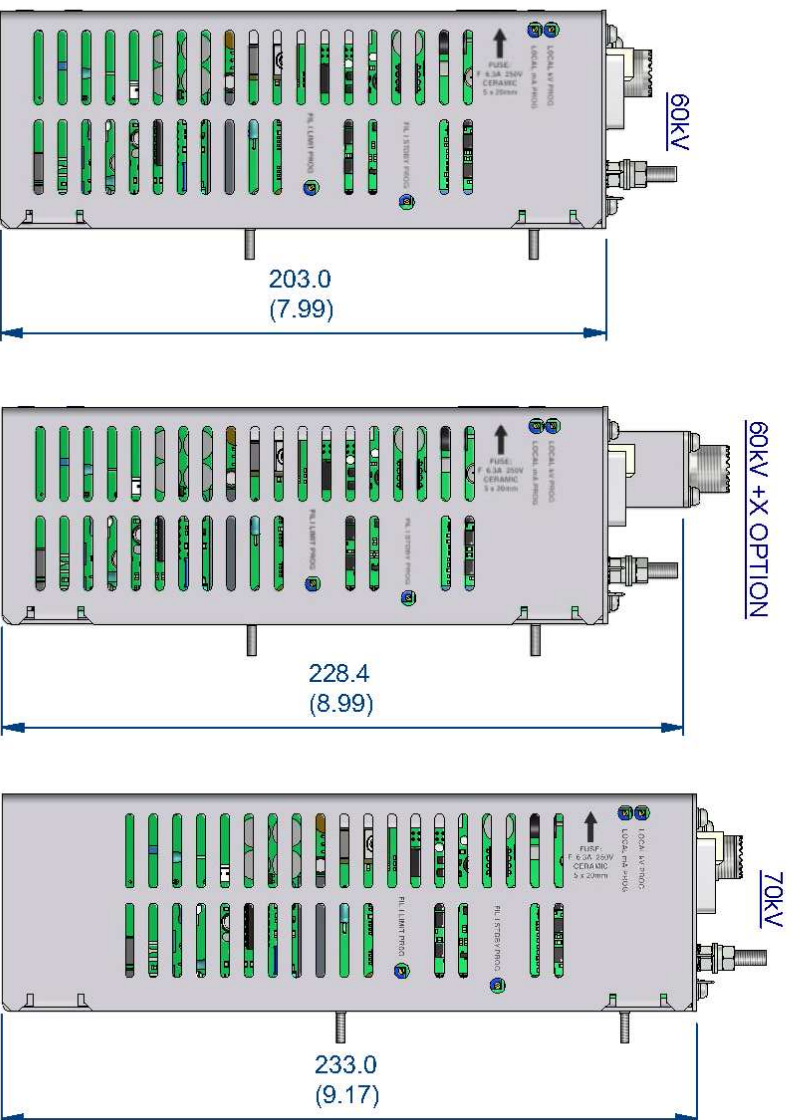 FUSE:
F 6.3A 250V
CERAMIC
5 x 20mm
LOCAL mA PROG
LOCAL kV PROG
FIL I LIMIT PROG
FIL I STDBY PROG
60KV
203.0
(7.99)
FUSE:
F 6.3A 250V
CERAMIC
5 x 20mm
LOCAL mA PROG
LOCAL kV PROG
FIL I LIMIT PROG
FIL I STDBY PROG
60KV +X OPTION
228.4
(8.99)
FUSE:
F 6.3A 250V
CERAMIC
5 x 20mm
LOCAL mA PROG
LOCAL kV PROG
FIL I LIMIT PROG
FIL I STDBY PROG
70KV
233.0
(9.17)